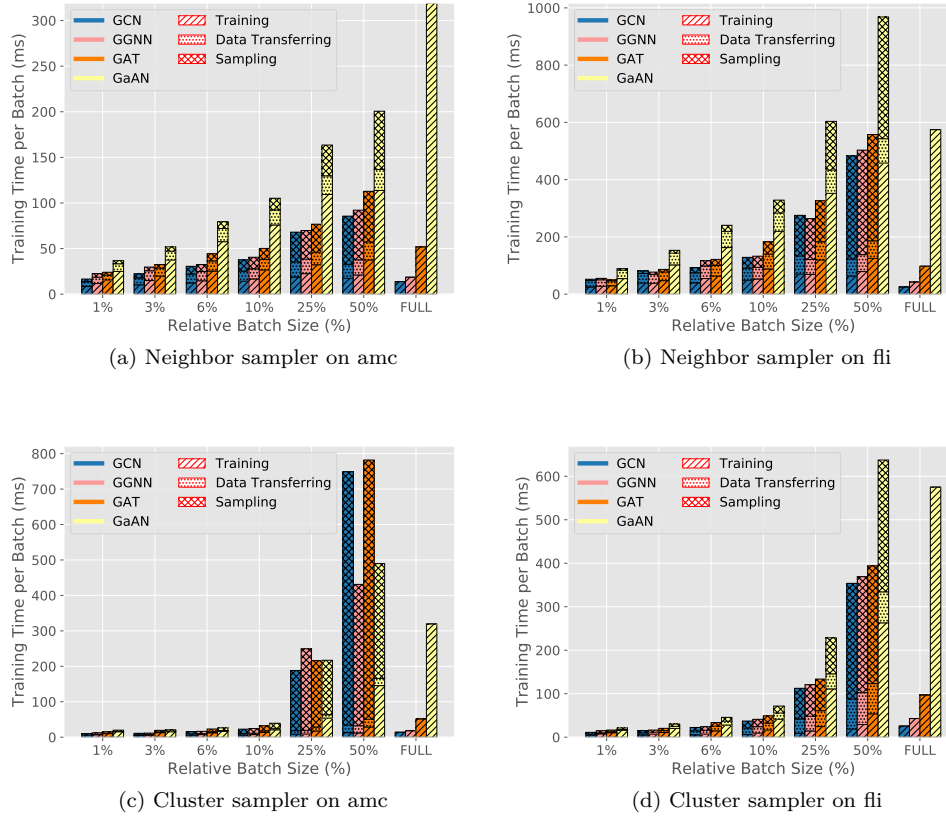 300
250
200
150
100
50
0
Training Time per Batch (ms)
GCN
GGNN
GAT
GaAN
Training
Data Transferring
Sampling
1% 3% 6% 10% 25% 50% FULL
Relative Batch Size (%)
(a) Neighbor sampler on amc
1000
800
600
400
200
0
Training Time per Batch (ms)
GCN
GGNN
GAT
GaAN
Training
Data Transferring
Sampling
1% 3% 6% 10% 25% 50% FULL
Relative Batch Size (%)
(b) Neighbor sampler on fli
800
700
600
500
400
300
200
100
0
Training Time per Batch (ms)
GCN
GGNN
GAT
GaAN
Training
Data Transferring
Sampling
1% 3% 6% 10% 25% 50% FULL
Relative Batch Size (%)
(c) Cluster sampler on amc
600
500
400
300
200
100
0
Training Time per Batch (ms)
GCN
GGNN
GAT
GaAN
Training
Data Transferring
Sampling
1% 3% 6% 10% 25% 50% FULL
Relative Batch Size (%)
(d) Cluster sampler on fli